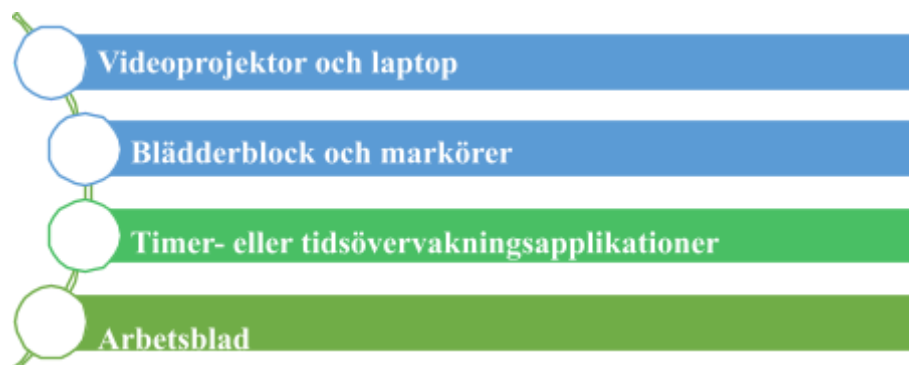 Videoprojektor och laptop
Blädderblock och markörer
Timer- eller tidsövervakningsapplikationer
Arbetsblad